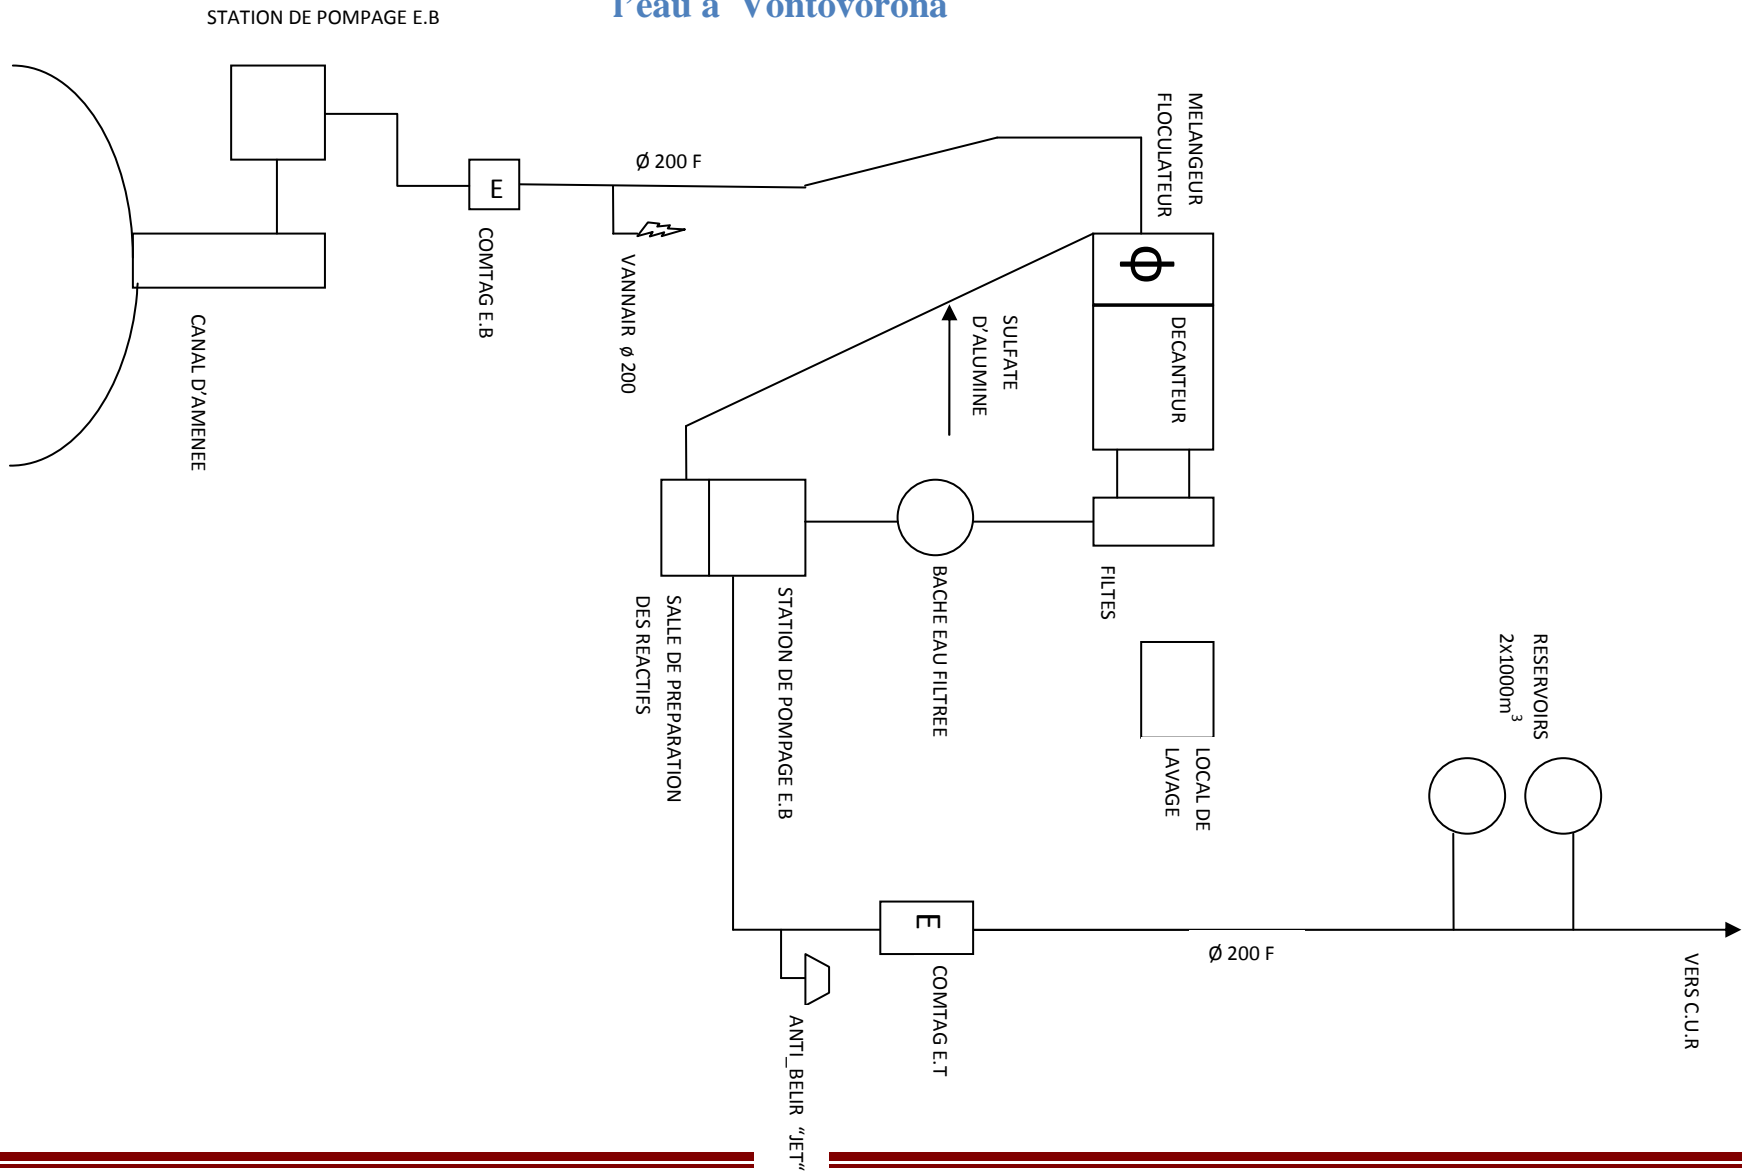 l'eau à Vontovorona
STATION DE POMPAGE E.B
MELANGEUR
FLOCULATEUR
Ø 200 F
E
COMTAG E.B
VANNAIR ø 200
CANAL D'AMENEE
ϕ
DECANTEUR
SULFATE
D'ALUMINE
FILTES
BACHE EAU FILTREE
STATION DE POMPAGE E.B
SALLE DE PREPARATION
DES REACTIFS
LOCAL DE
LAVAGE
RESERVOIRS
2x1000m³
E
COMTAG E.T
Ø 200 F
VERS C.U.R
ANTI_BELIR "JET"